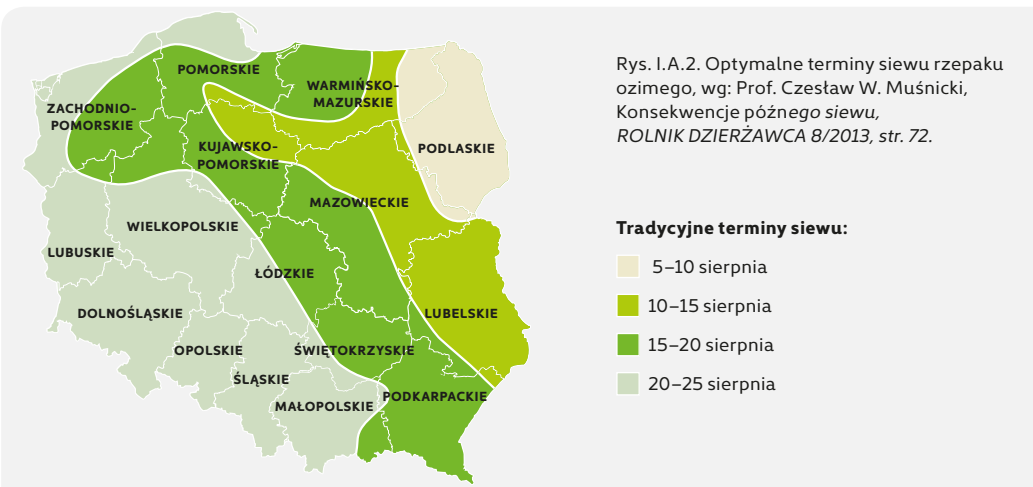 POMORSKIE
WARMIŃSKO-
MAZURSKIE
ZACHODNIO-
POMORSKIE
KUJAWSKO-
POMORSKIE
PODLASKIE
MAZOWIECKIE
WIELKOPOLSKIE
LUBUSKIE
ŁÓDZKIE
DOLNOŚLĄSKIE
LUBELSKIE
OPOLSKIE
ŚWIĘTOKRZYSKIE
ŚLĄSKIE
MAŁOPOLSKIE
PODKARPACKIE
Rys. I.A.2. Optymalne terminy siewu rzepaku
ozimego, wg: Prof. Czesław W. Muśnicki,
Konsekwencje późnego siewu,
ROLNIK DZIERŻAWCA 8/2013, str. 72.
Tradycyjne terminy siewu:
5–10 sierpnia
10–15 sierpnia
15–20 sierpnia
20–25 sierpnia